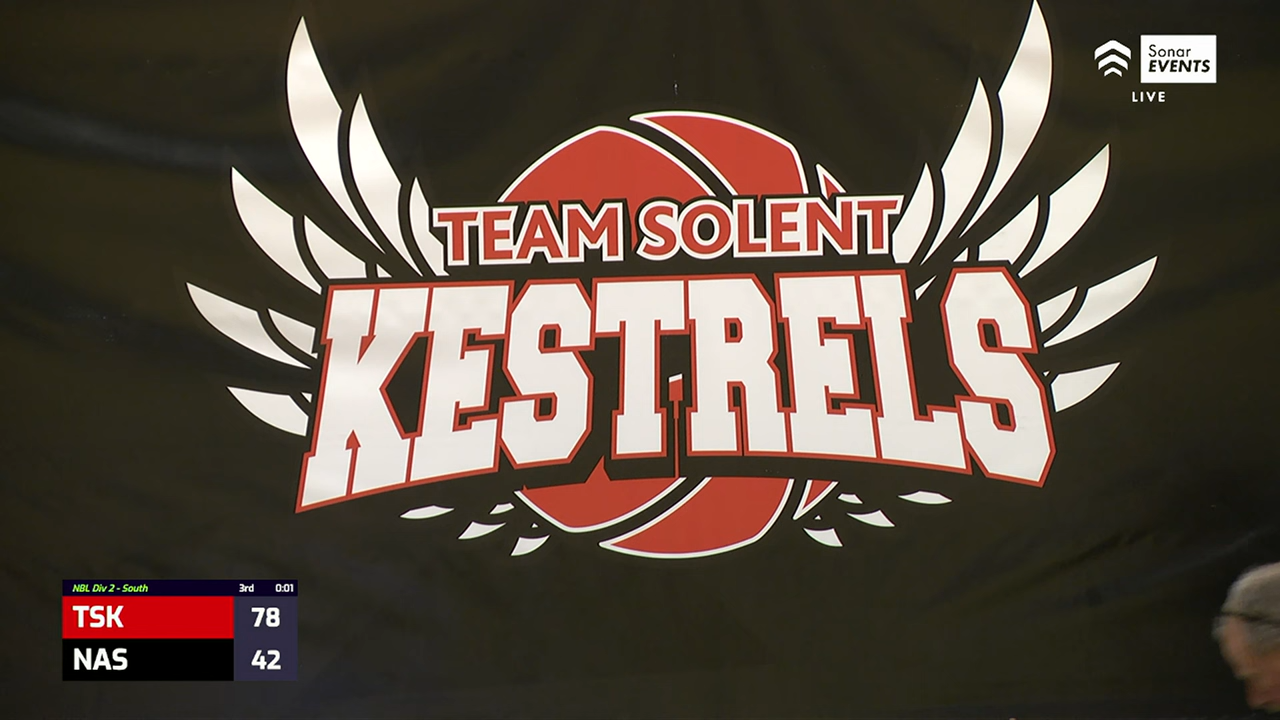 Sonar
EVENTS
LIVE
TEAM SOLENT
KESTRELS
NBL Div 2 - South 3rd 0:01
TSK 78
NAS 42